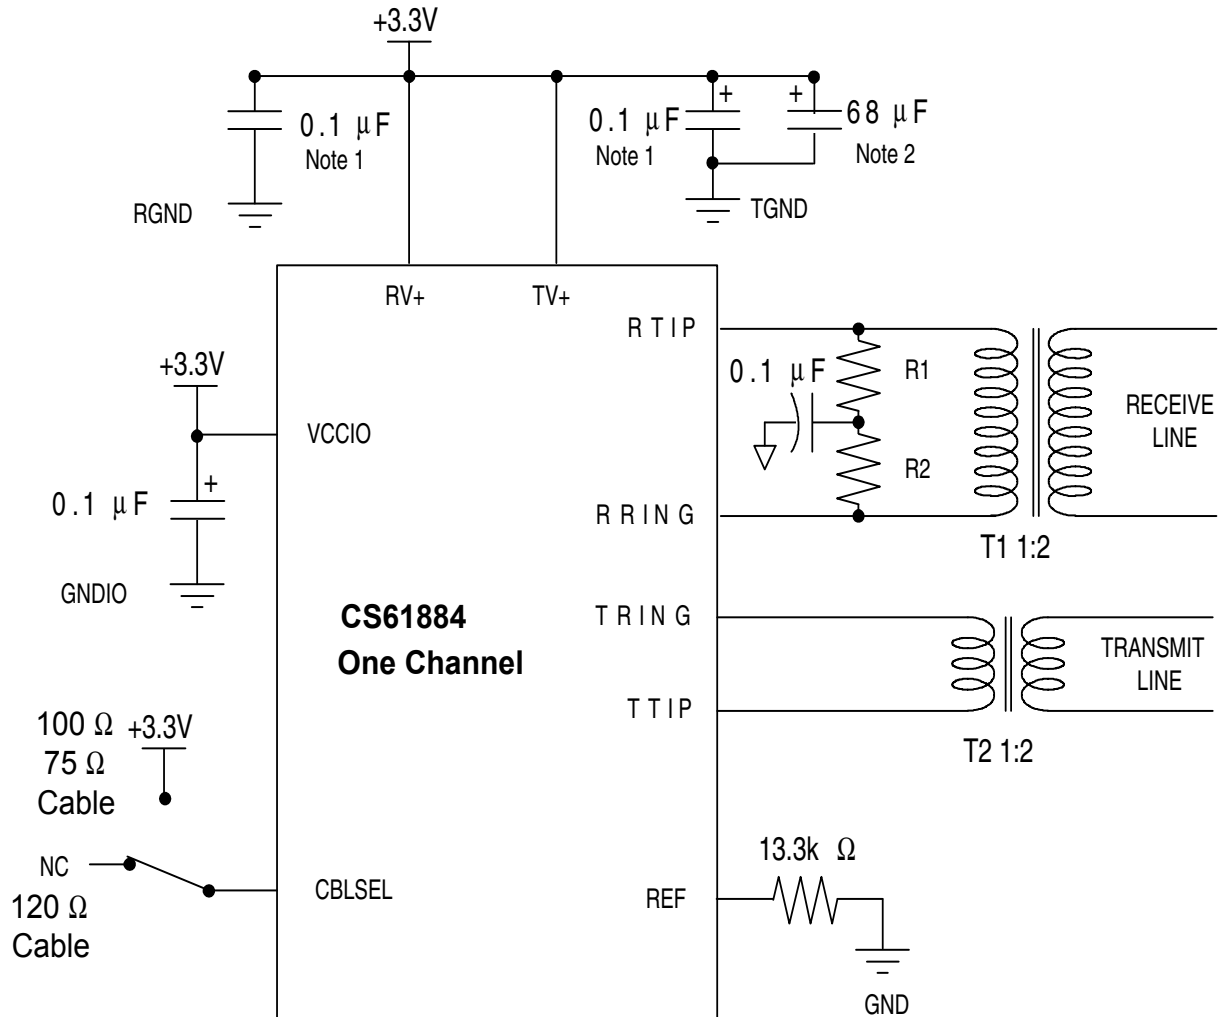 +3.3V
0.1 μF
Note 1
0.1 μF
Note 1
+
+
68 μF
Note 2
RGND
TGND
RV+
TV+
RTIP
+3.3V
0.1 μF
R1
RECEIVE
LINE
VCCIO
R2
+
0.1 μF
RRING
T1 1:2
GNDIO
CS61884
One Channel
TRING
TRANSMIT
LINE
TTIP
T2 1:2
100 Ω
75 Ω
Cable
+3.3V
NC
120 Ω
Cable
CBLSEL
REF
13.3k Ω
GND